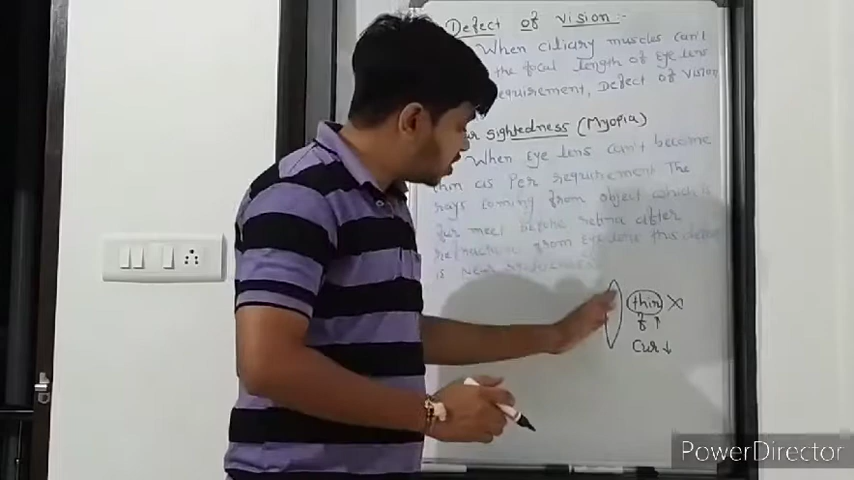 Defect of vision :-
When ciliary muscles can't
the focal length of eye lens
equirement, Defect of vision
sightedness (Myopia)
When Eye lens can't become
thin as Per requirement The
rays coming from object which is
far meet before retina after
refraction from Eye lens this defect
is Near
thin X
f ↑
Cur ↓
PowerDirector